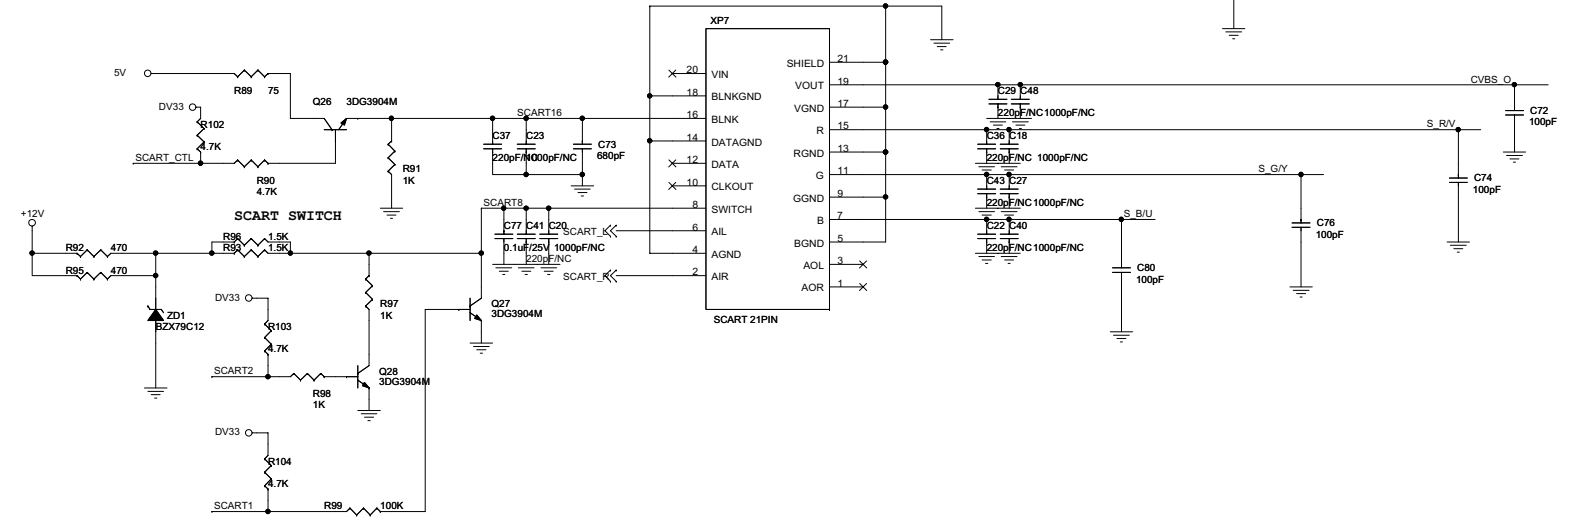 XP7
5V
R89 75
DV33
R102
4.7K
SCART_CTL
R90
4.7K
Q26 3DG3904M
R91
1K
SCART16
C37 C23
220pF/NC 1000pF/NC
C73
680pF
20 VIN
18 BLNKGND
16 BLNK
14 DATAGND
12 DATA
10 CLKOUT
8 SWITCH
6 AIL
4 AGND
2 AIR
SHIELD 21
VOUT 19
VGND 17
R 15
RGND 13
G 11
GGND 9
B 7
BGND 5
AOL 3
AOR 1
SCART 21PIN
SCART SWITCH
+12V
R92 470
R95 470
R96 1.5K
R93 1.5K
ZD1
BZX79C12
SCART8
C77 C41 C20
0.1uF/25V 1000pF/NC
220pF/NC
SCART_L
SCART_R
R97
1K
Q27
3DG3904M
DV33
R103
4.7K
SCART2
R98
1K
Q28
3DG3904M
DV33
R104
4.7K
SCART1
R99 100K
C29 C48
220pF/NC 1000pF/NC
C36 C18
220pF/NC 1000pF/NC
C43 C27
220pF/NC 1000pF/NC
C22 C40
220pF/NC 1000pF/NC
CVBS_O
C72
100pF
S_R/V
C74
100pF
S_G/Y
C76
100pF
S_B/U
C80
100pF